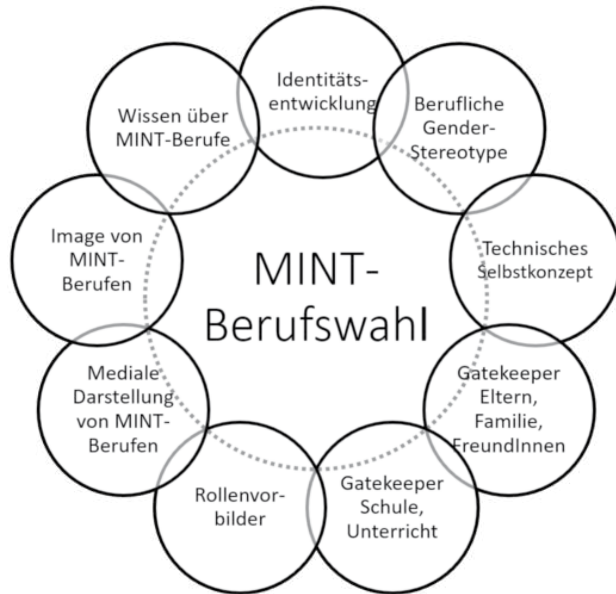 Identitäts-
entwicklung
Berufliche
Gender-
Stereotype
Technisches
Selbstkonzept
Gatekeeper
Eltern,
Familie,
FreundInnen
Gatekeeper
Schule,
Unterricht
Rollenvor-
bilder
Mediale
Darstellung
von MINT-
Berufen
Image von
MINT-
Berufen
Wissen über
MINT-Berufe
MINT-
Berufswahl